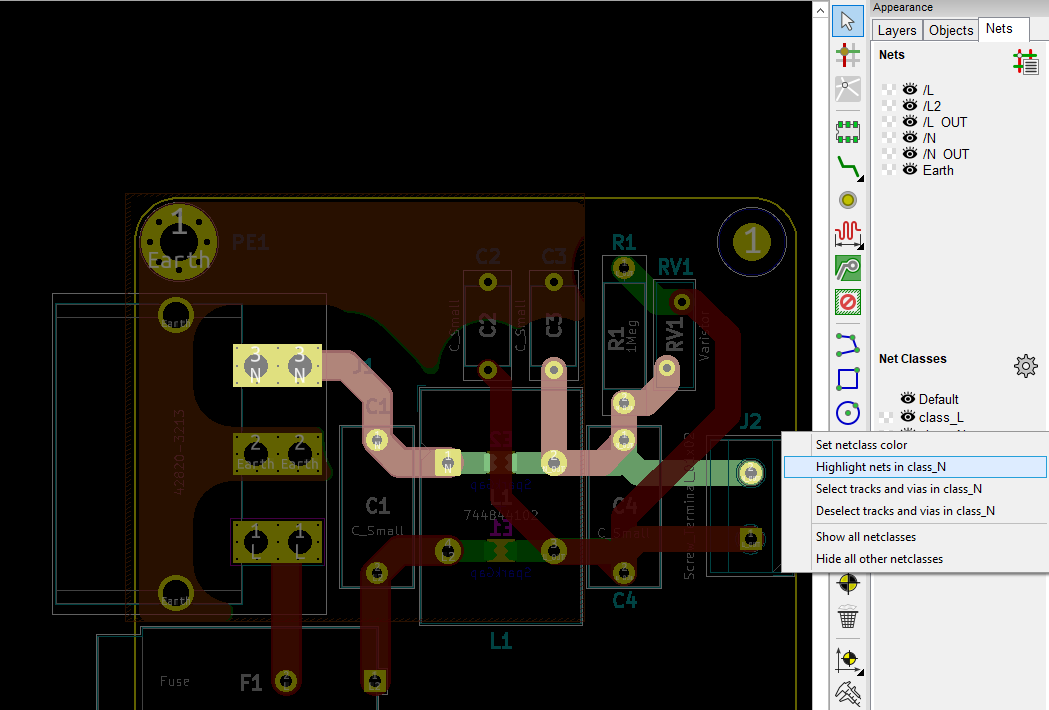 Appearance
Layers Objects Nets
Nets
/L
/L2
/L_OUT
/N
/N_OUT
Earth
Net Classes
Default
class_L
Set netclass color
Highlight nets in class_N
Select tracks and vias in class_N
Deselect tracks and vias in class_N
Show all netclasses
Hide all other netclasses
1
Earth
PE1
1
C2
C3
R1
RV1
Earth
C_Small
C2
C_Small
C3
R1
1Meg
RV1
Varistor
3 3
N N
J1
C1
J2
42820-3213
2 2
Earth Earth
L1
744844102
C1
C_Small
C4
C_Small
1 1
L L
Earth
C4
L1
Fuse
F1